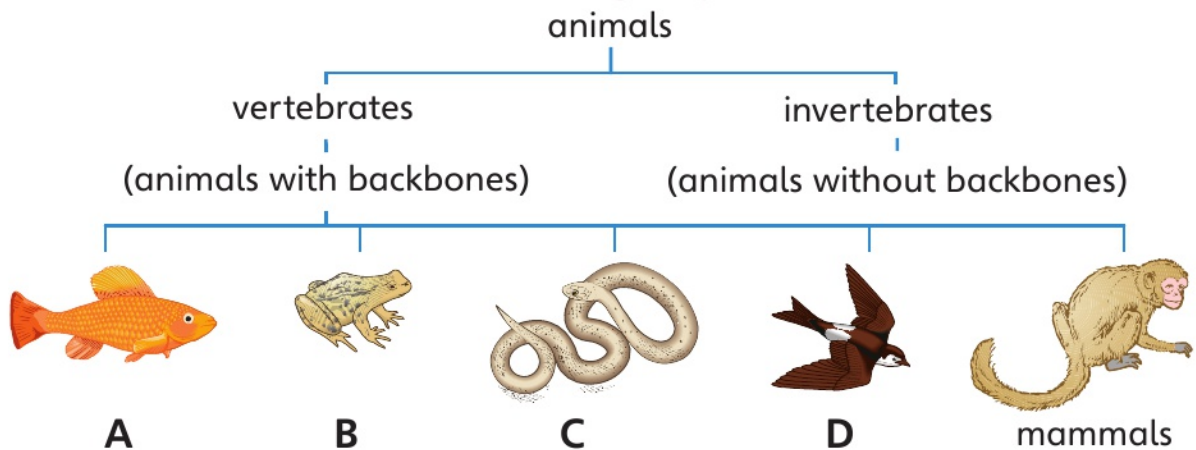 animals
vertebrates
invertebrates
(animals with backbones)
(animals without backbones)
A
B
C
D
mammals